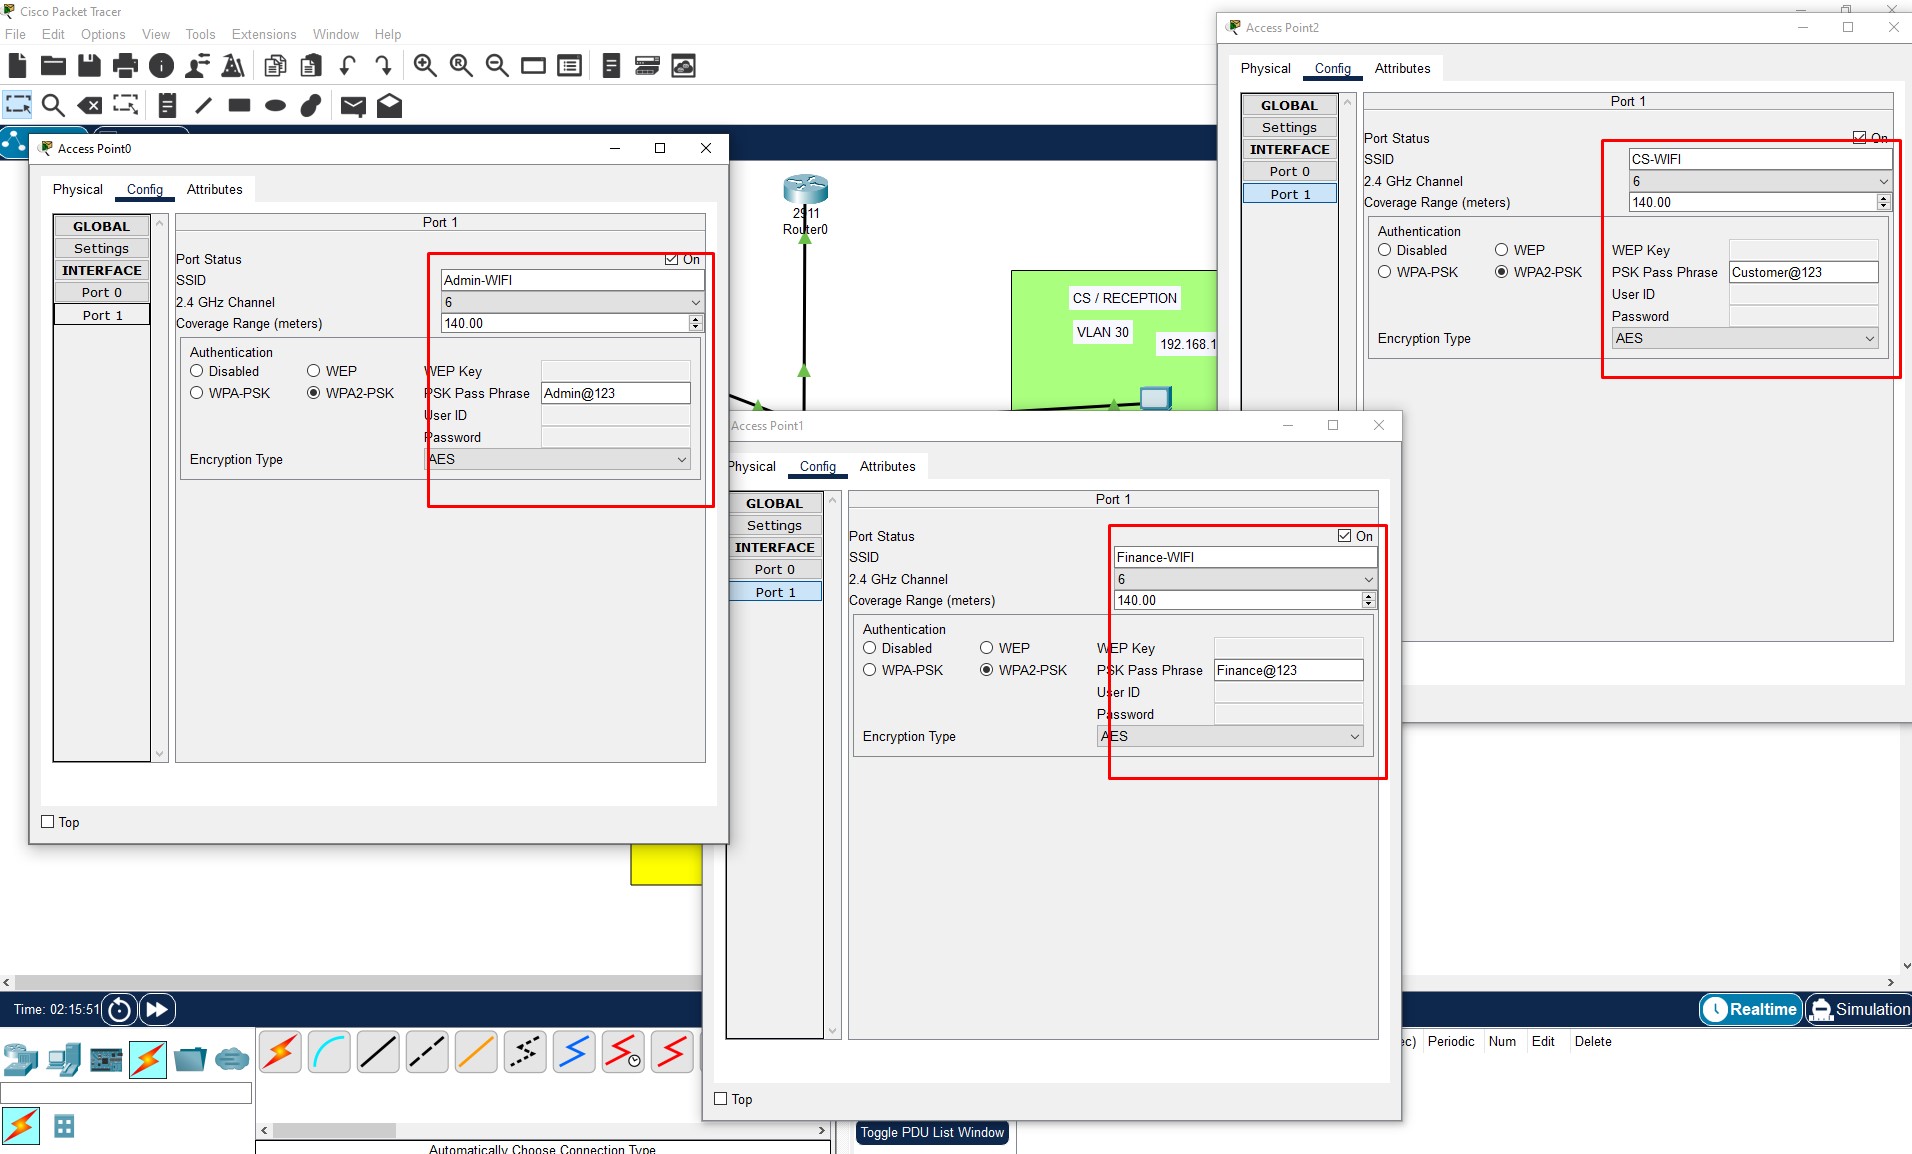 Cisco Packet Tracer
File Edit Options View Tools Extensions Window Help
Access Point0
Physical Config Attributes
GLOBAL
Settings
INTERFACE
Port 0
Port 1
Port 1
Port Status On
SSID Admin-WIFI
2.4 GHz Channel 6
Coverage Range (meters) 140.00
Authentication
Disabled WEP WEP Key
WPA-PSK WPA2-PSK PSK Pass Phrase Admin@123
User ID
Password
Encryption Type AES
Top
2911
Router0
CS / RECEPTION
VLAN 30
192.168.1
Access Point2
Physical Config Attributes
GLOBAL
Settings
INTERFACE
Port 0
Port 1
Port 1
Port Status On
SSID CS-WIFI
2.4 GHz Channel 6
Coverage Range (meters) 140.00
Authentication
Disabled WEP WEP Key
WPA-PSK WPA2-PSK PSK Pass Phrase Customer@123
User ID
Password
Encryption Type AES
Access Point1
Physical Config Attributes
GLOBAL
Settings
INTERFACE
Port 0
Port 1
Port 1
Port Status On
SSID Finance-WIFI
2.4 GHz Channel 6
Coverage Range (meters) 140.00
Authentication
Disabled WEP WEP Key
WPA-PSK WPA2-PSK PSK Pass Phrase Finance@123
User ID
Password
Encryption Type AES
Top
Time: 02:15:51
Realtime Simulation
ec) Periodic Num Edit Delete
Toggle PDU List Window
Automatically Choose Connection Type